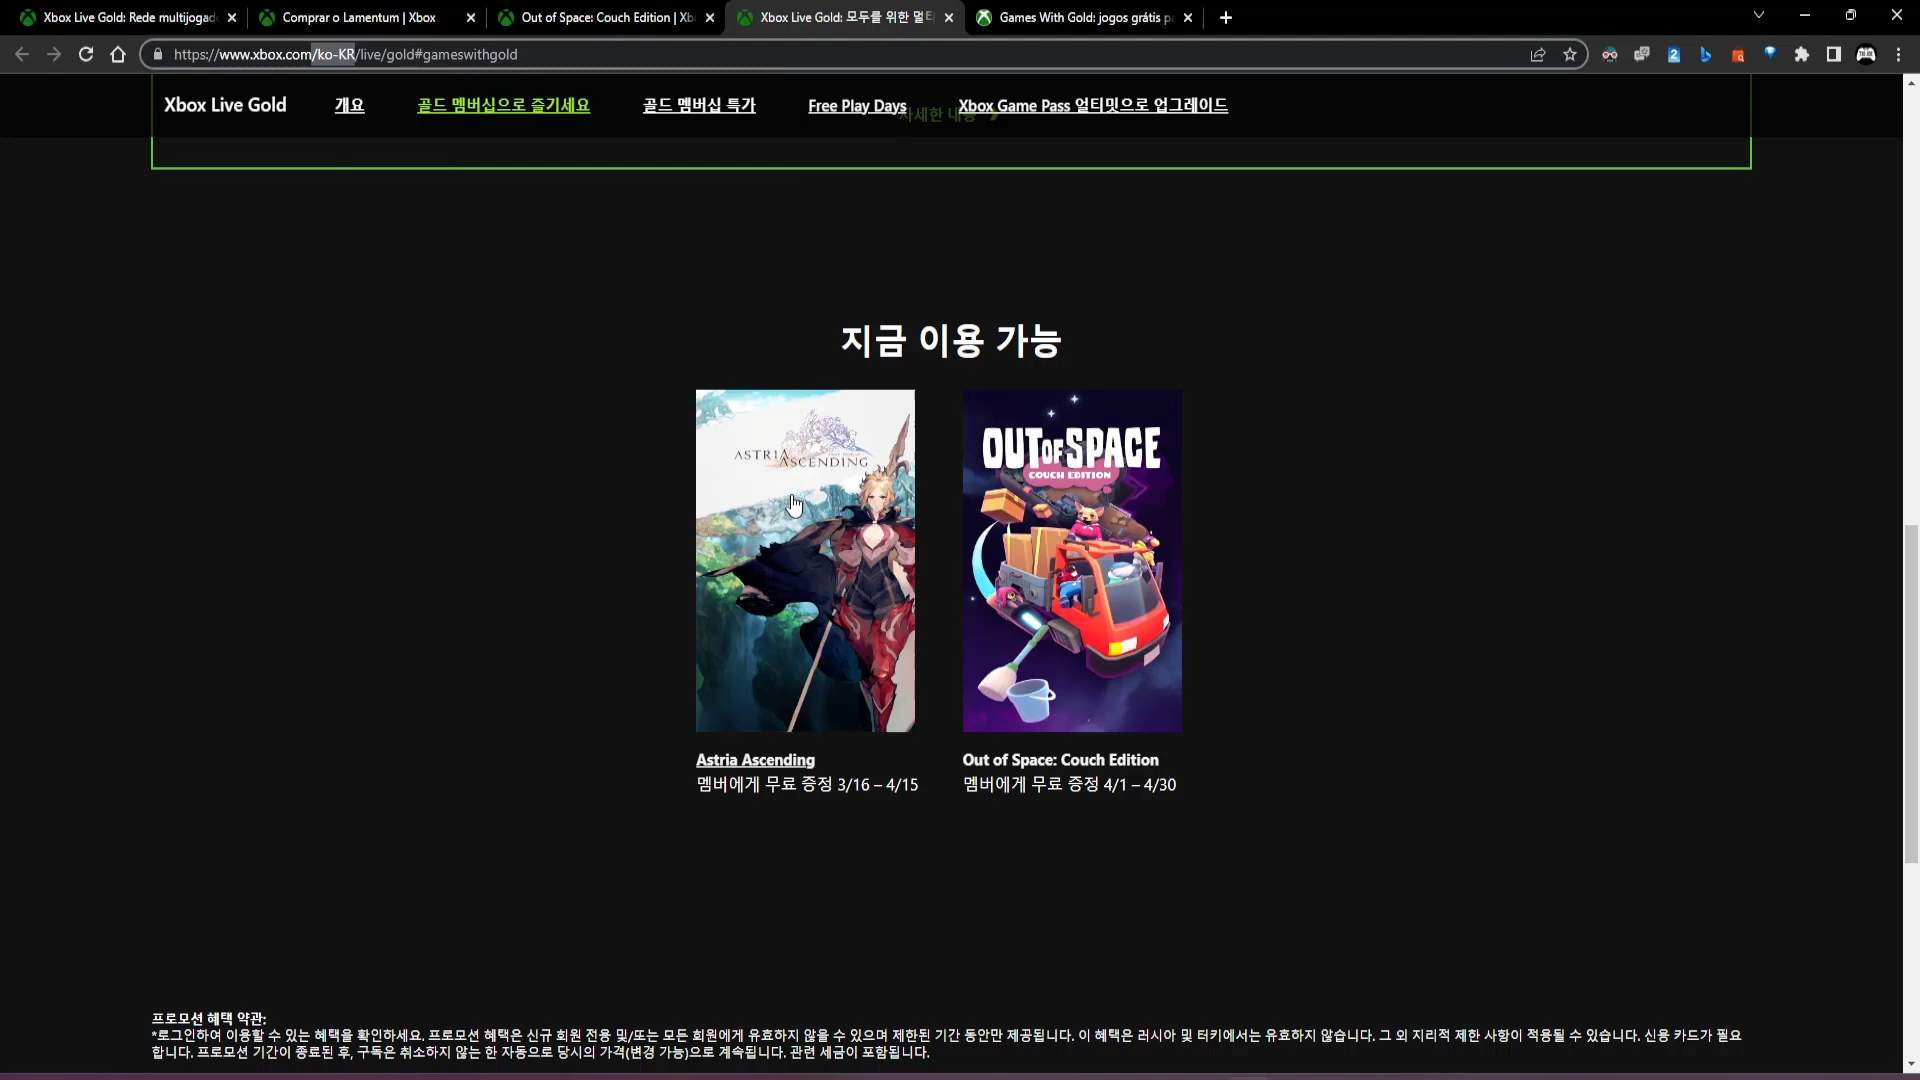 Xbox Live Gold: Rede multijogad
Comprar o Lamentum | Xbox
Out of Space: Couch Edition | Xb
Xbox Live Gold: 모두를 위한 멀티
Games With Gold: jogos grátis p
https://www.xbox.com/ko-KR/live/gold#gameswithgold
Xbox Live Gold
개요
골드 멤버십으로 즐기세요
골드 멤버십 특가
Free Play Days
Xbox Game Pass 얼티밋으로 업그레이드
자세한 내용
지금 이용 가능
ASTRIA
ASCENDING
OUT OF SPACE
COUCH EDITION
Astria Ascending
멤버에게 무료 증정 3/16 – 4/15
Out of Space: Couch Edition
멤버에게 무료 증정 4/1 – 4/30
프로모션 혜택 약관:
*로그인하여 이용할 수 있는 혜택을 확인하세요. 프로모션 혜택은 신규 회원 전용 및/또는 모든 회원에게 유효하지 않을 수 있으며 제한된 기간 동안만 제공됩니다. 이 혜택은 러시아 및 터키에서는 유효하지 않습니다. 그 외 지리적 제한 사항이 적용될 수 있습니다. 신용 카드가 필요
합니다. 프로모션 기간이 종료된 후, 구독은 취소하지 않는 한 자동으로 당시의 가격(변경 가능)으로 계속됩니다. 관련 세금이 포함됩니다.